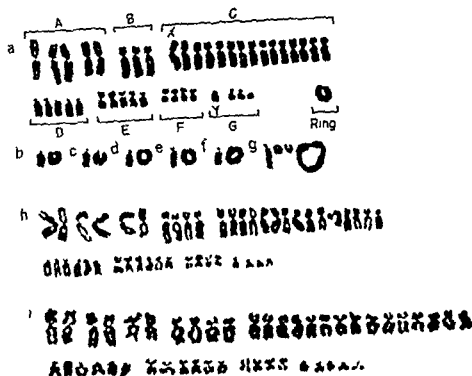 A B C
a X
Y
D E F G Ring
b c d e f g
h
i